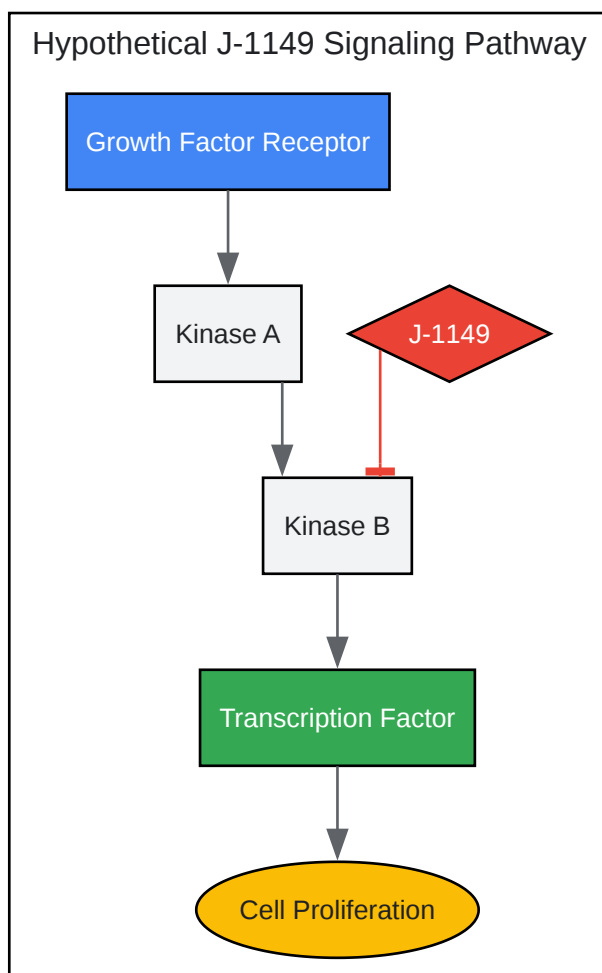 Hypothetical J-1149 Signaling Pathway
Growth Factor Receptor
Kinase A
J-1149
Kinase B
Transcription Factor
Cell Proliferation